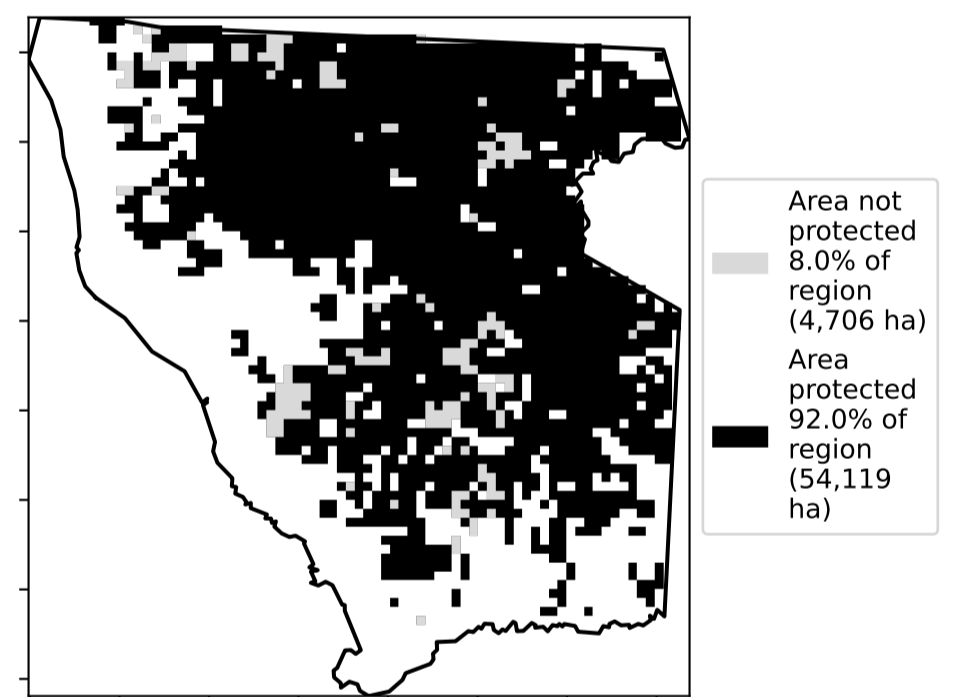 Area not
protected
8.0% of
region
(4,706 ha)
Area
protected
92.0% of
region
(54,119
ha)